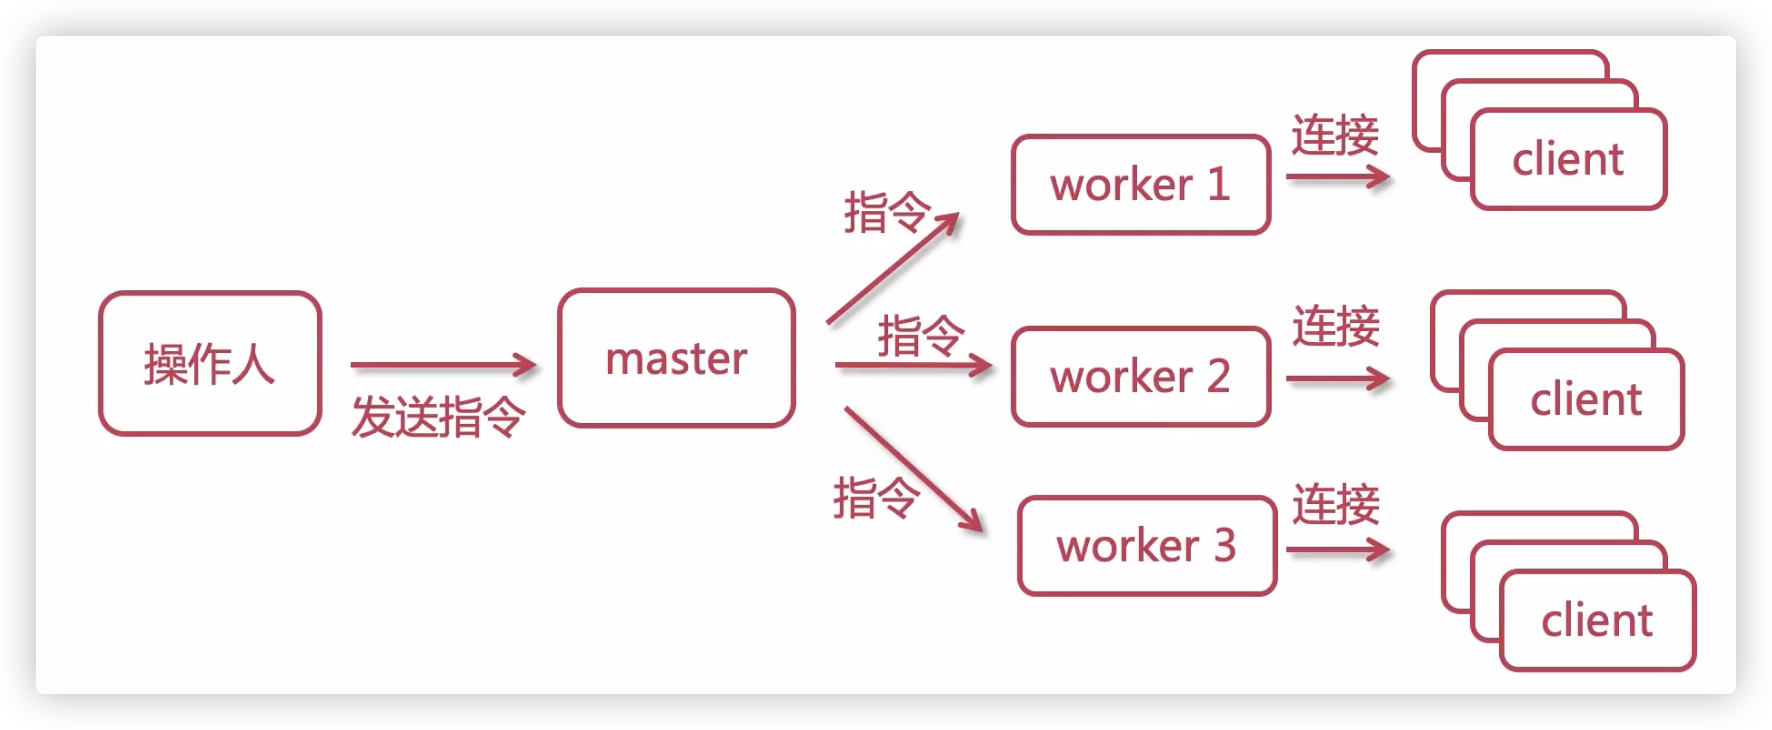 操作人
发送指令
master
指令
指令
指令
worker 1
连接
client
worker 2
连接
client
worker 3
连接
client